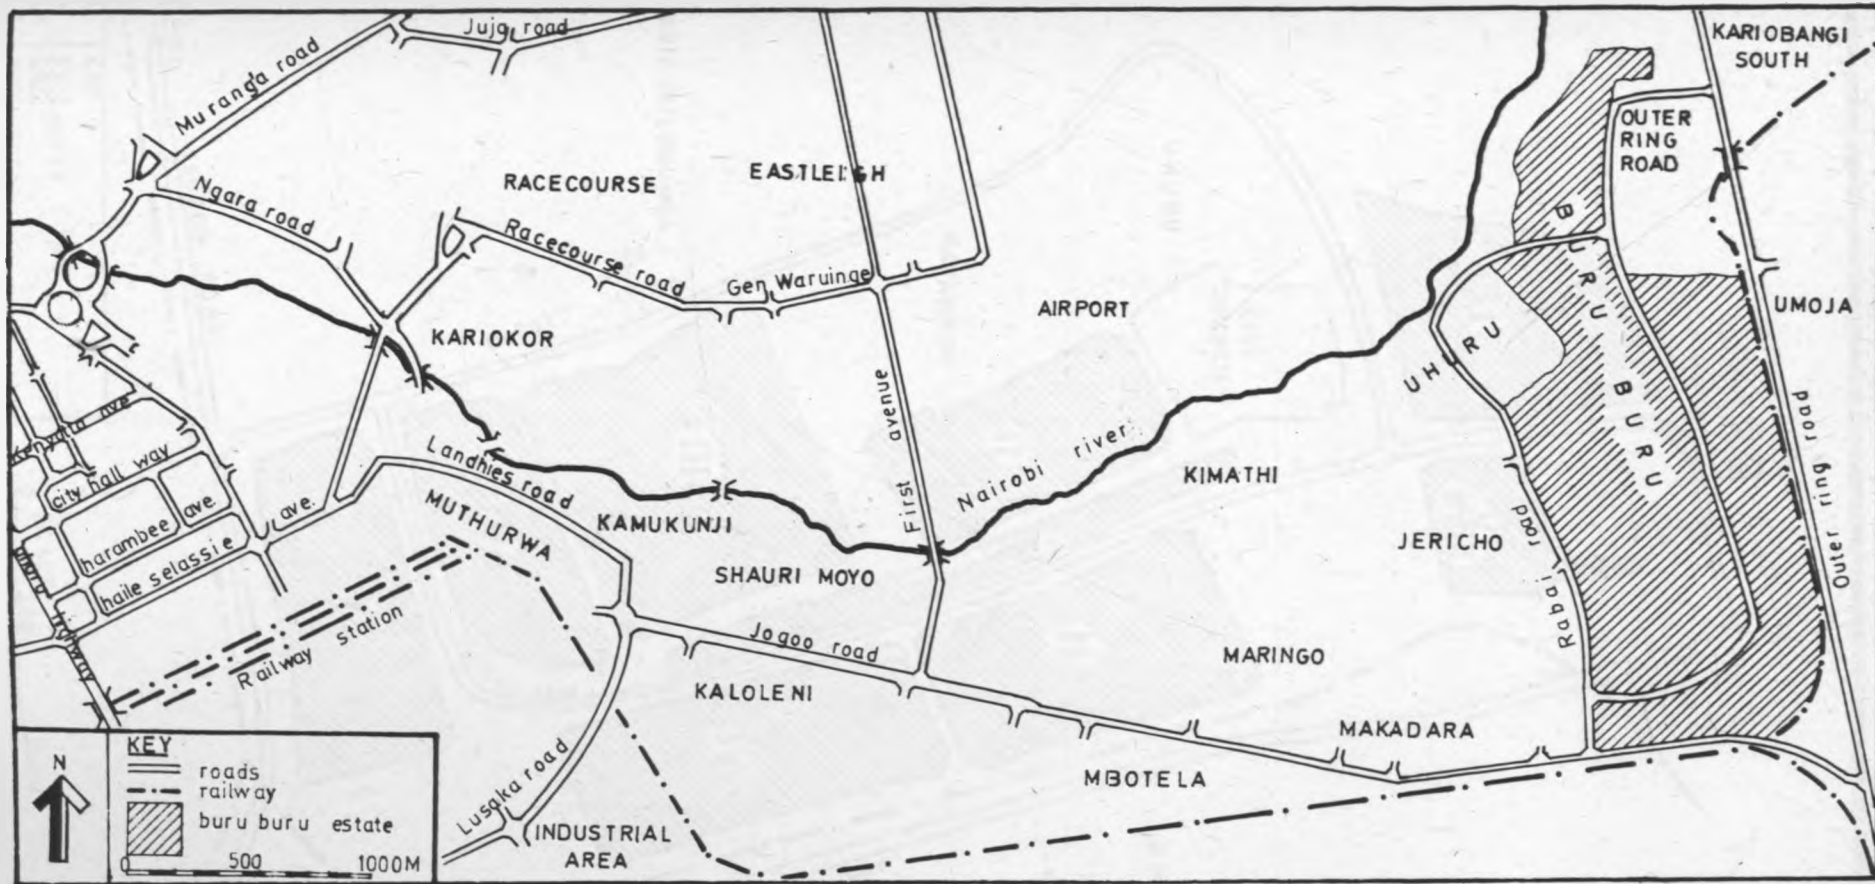 Juja road
KARIOBANGI
SOUTH
Murang'a road
OUTER
RING
ROAD
RACECOURSE
EASTLEIGH
Ngara road
Racecourse road
BURU BURU
Gen Waruinge
AIRPORT
UMOJA
KARIOKOR
UHURU
Kenyatta ave
city hall way
Landhies road
First avenue
Nairobi river
KIMATHI
Outer ring road
MUTHURWA
KAMUKUNJI
harambee ave.
haile selassie ave.
JERICHO
SHAURI MOYO
Rabai road
Railway station
Jogoo road
MARINGO
KALOLENI
MAKADARA
MBOTELA
Lusaka road
INDUSTRIAL
AREA
N
KEY
roads
railway
buru buru estate
0 500 1000M